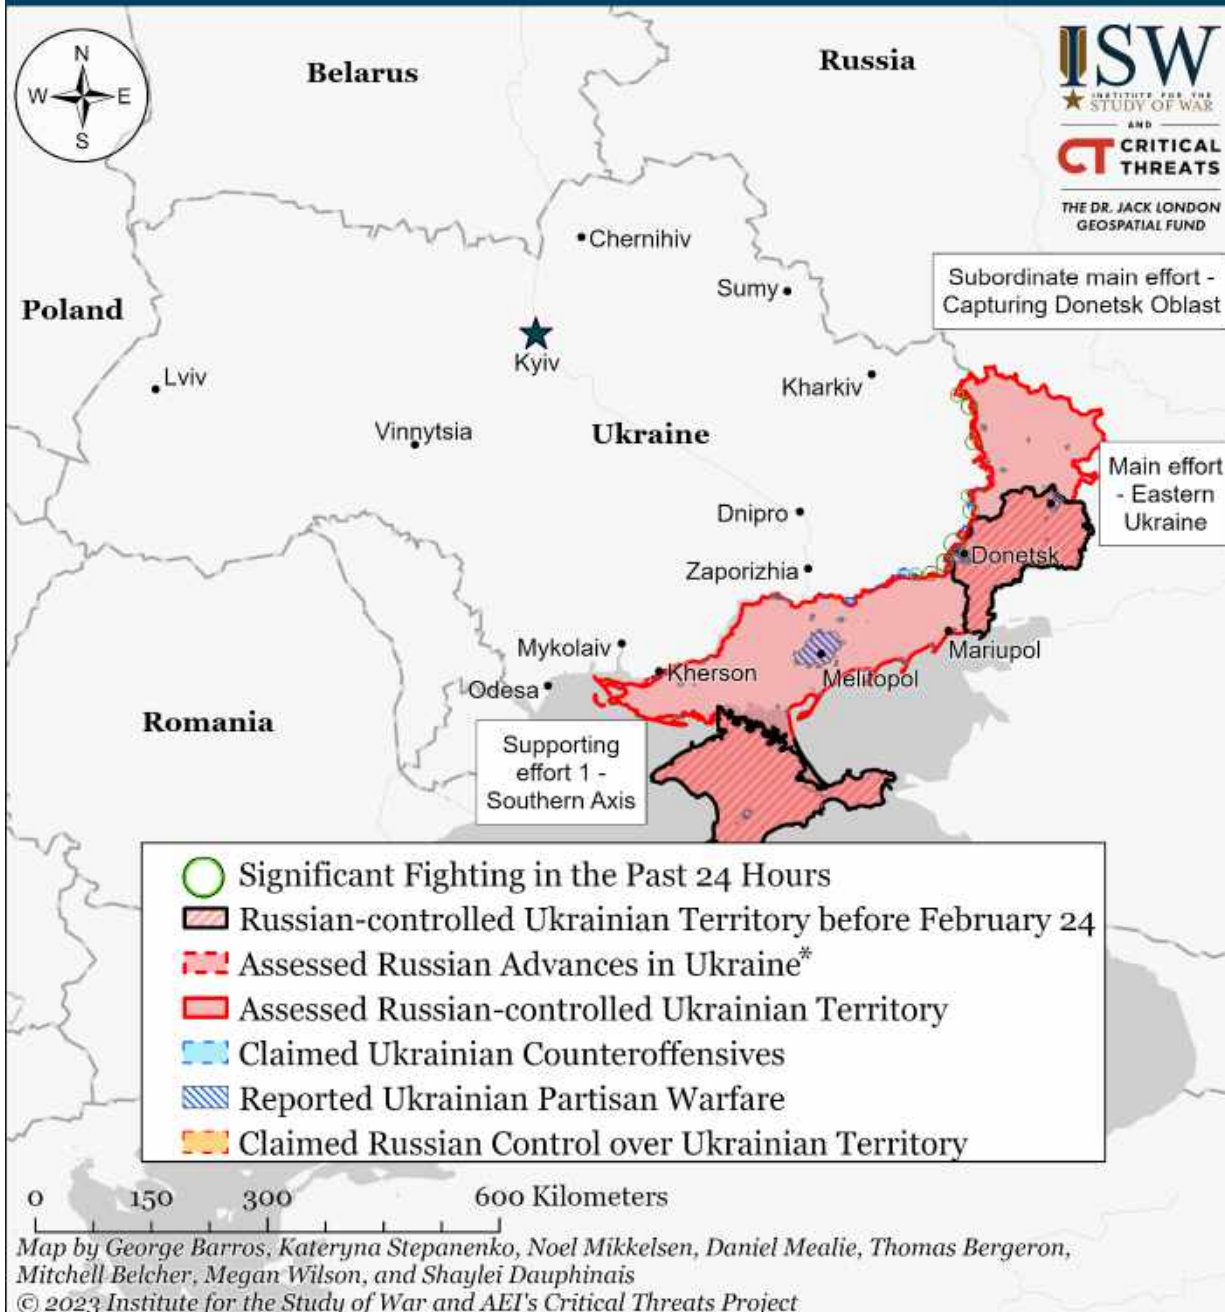 N
W
E
S
Belarus
Russia
ISW
INSTITUTE FOR THE
STUDY OF WAR
AND
CT CRITICAL
THREATS
THE DR. JACK LONDON
GEOSPATIAL FUND
Chernihiv
Subordinate main effort -
Capturing Donetsk Oblast
Sumy
Poland
Kyiv
Lviv
Kharkiv
Vinnytsia
Ukraine
Main effort
- Eastern
Ukraine
Dnipro
Donetsk
Zaporizhia
Mykolaiv
Mariupol
Kherson
Melitopol
Odesa
Romania
Supporting
effort 1 -
Southern Axis
Significant Fighting in the Past 24 Hours
Russian-controlled Ukrainian Territory before February 24
Assessed Russian Advances in Ukraine*
Assessed Russian-controlled Ukrainian Territory
Claimed Ukrainian Counteroffensives
Reported Ukrainian Partisan Warfare
Claimed Russian Control over Ukrainian Territory
0 150 300 600 Kilometers
Map by George Barros, Kateryna Stepanenko, Noel Mikkelsen, Daniel Mealie, Thomas Bergeron,
Mitchell Belcher, Megan Wilson, and Shaylei Dauphinais
© 2023 Institute for the Study of War and AEI's Critical Threats Project